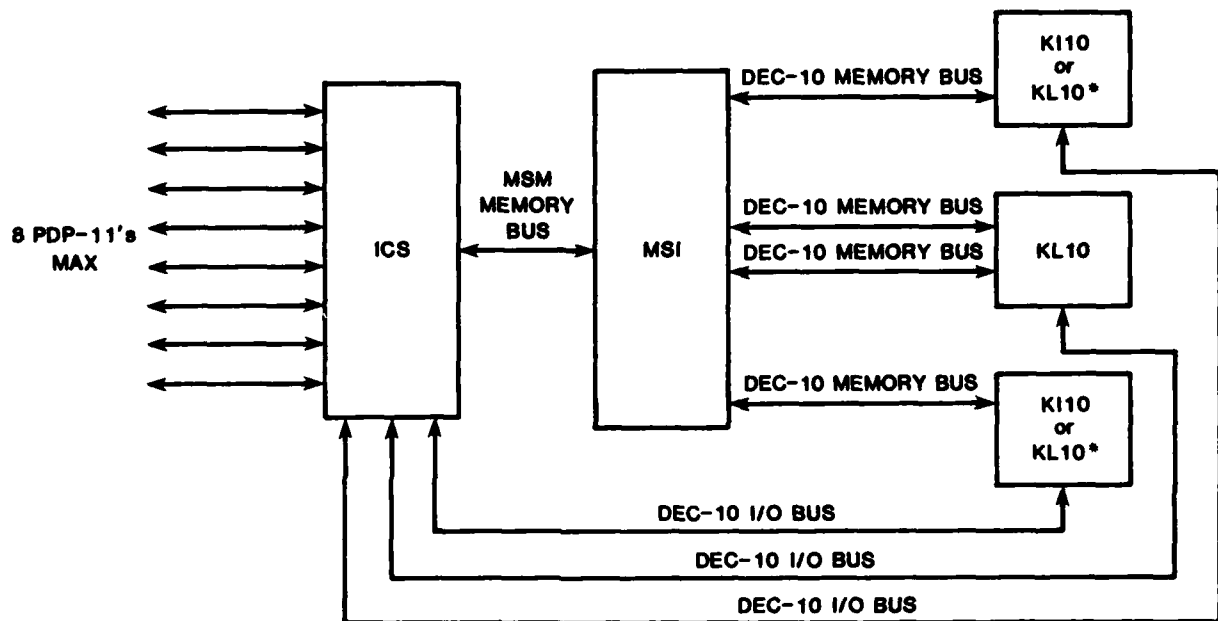 KI10
or
KL10*
DEC-10 MEMORY BUS
8 PDP-11's
MAX
ICS
MSM
MEMORY
BUS
MSI
DEC-10 MEMORY BUS
DEC-10 MEMORY BUS
KL10
DEC-10 MEMORY BUS
KI10
or
KL10*
DEC-10 I/O BUS
DEC-10 I/O BUS
DEC-10 I/O BUS